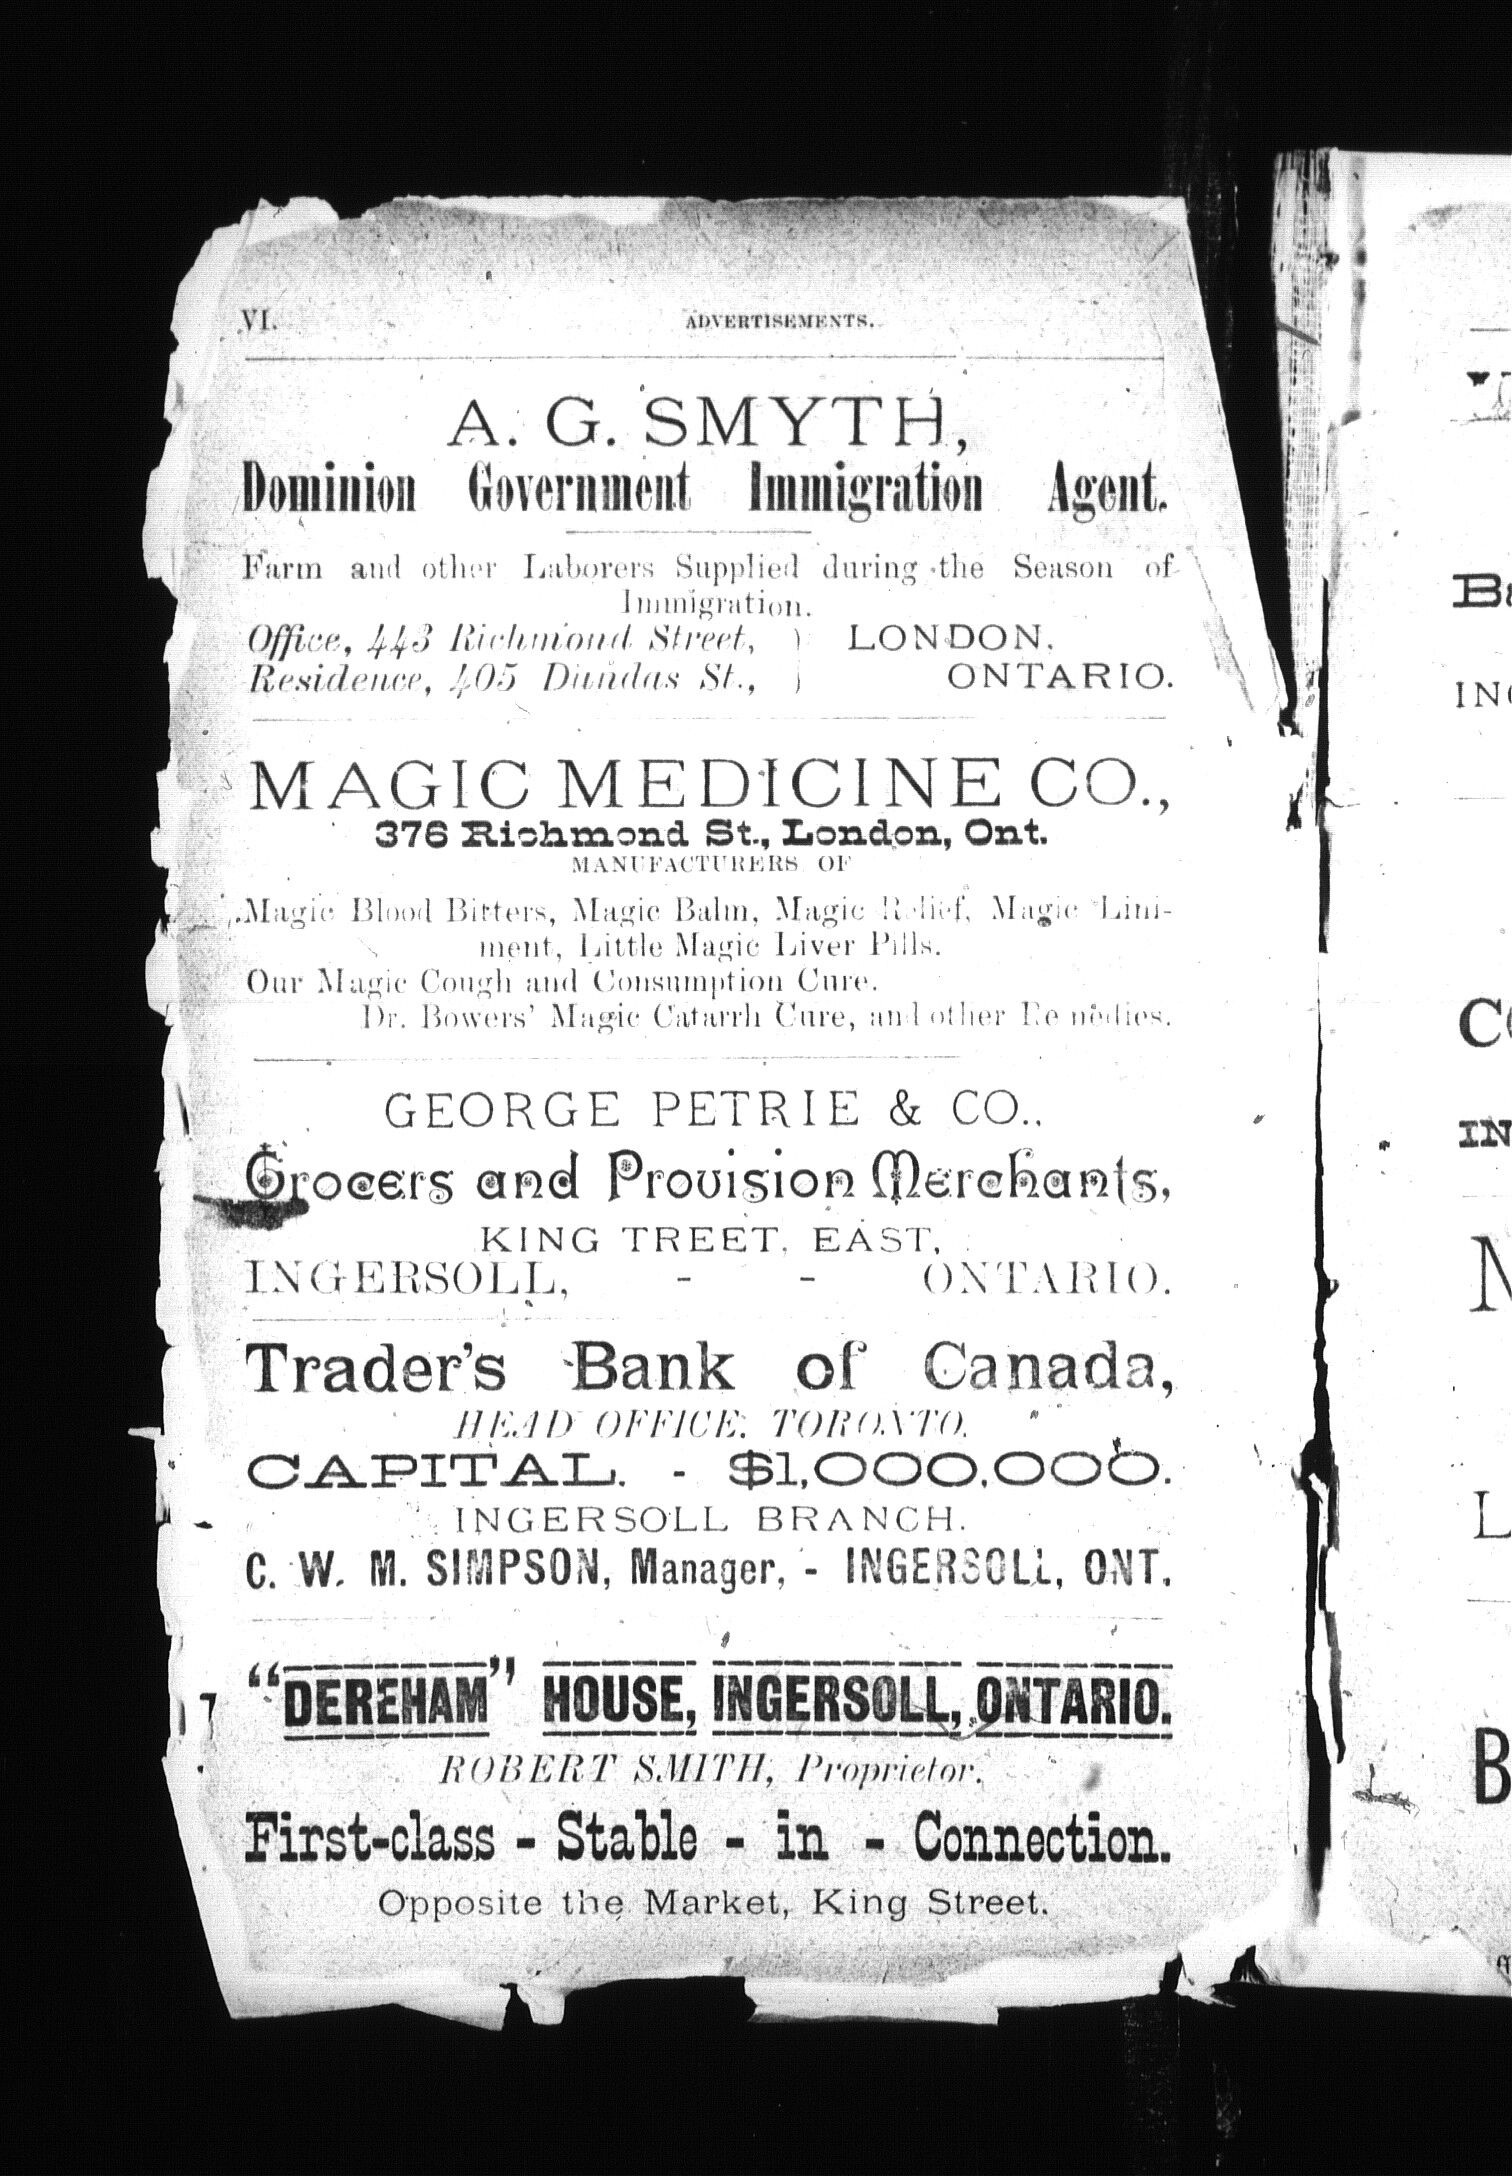 VI.
ADVERTISEMENTS.
A. G. SMYTH,
Dominion Government Immigration Agent.
Farm and other Laborers Supplied during the Season of
Immigration.
Office, 443 Richmond Street, } LONDON,
Residence, 405 Dundas St., } ONTARIO.
MAGIC MEDICINE CO.,
376 Richmond St., London, Ont.
MANUFACTURERS OF
Magic Blood Bitters, Magic Balm, Magic Relief, Magic Lini-
ment, Little Magic Liver Pills.
Our Magic Cough and Consumption Cure.
Dr. Bowers' Magic Catarrh Cure, and other Remedies.
GEORGE PETRIE & CO.,
Grocers and Provision Merchants,
KING TREET, EAST,
INGERSOLL, - - ONTARIO.
Trader's Bank of Canada,
HEAD OFFICE: TORONTO.
CAPITAL. - $1,000,000.
INGERSOLL BRANCH.
C. W. M. SIMPSON, Manager, - INGERSOLL, ONT.
"DEREHAM" HOUSE, INGERSOLL, ONTARIO.
ROBERT SMITH, Proprietor.
First-class - Stable - in - Connection.
Opposite the Market, King Street.